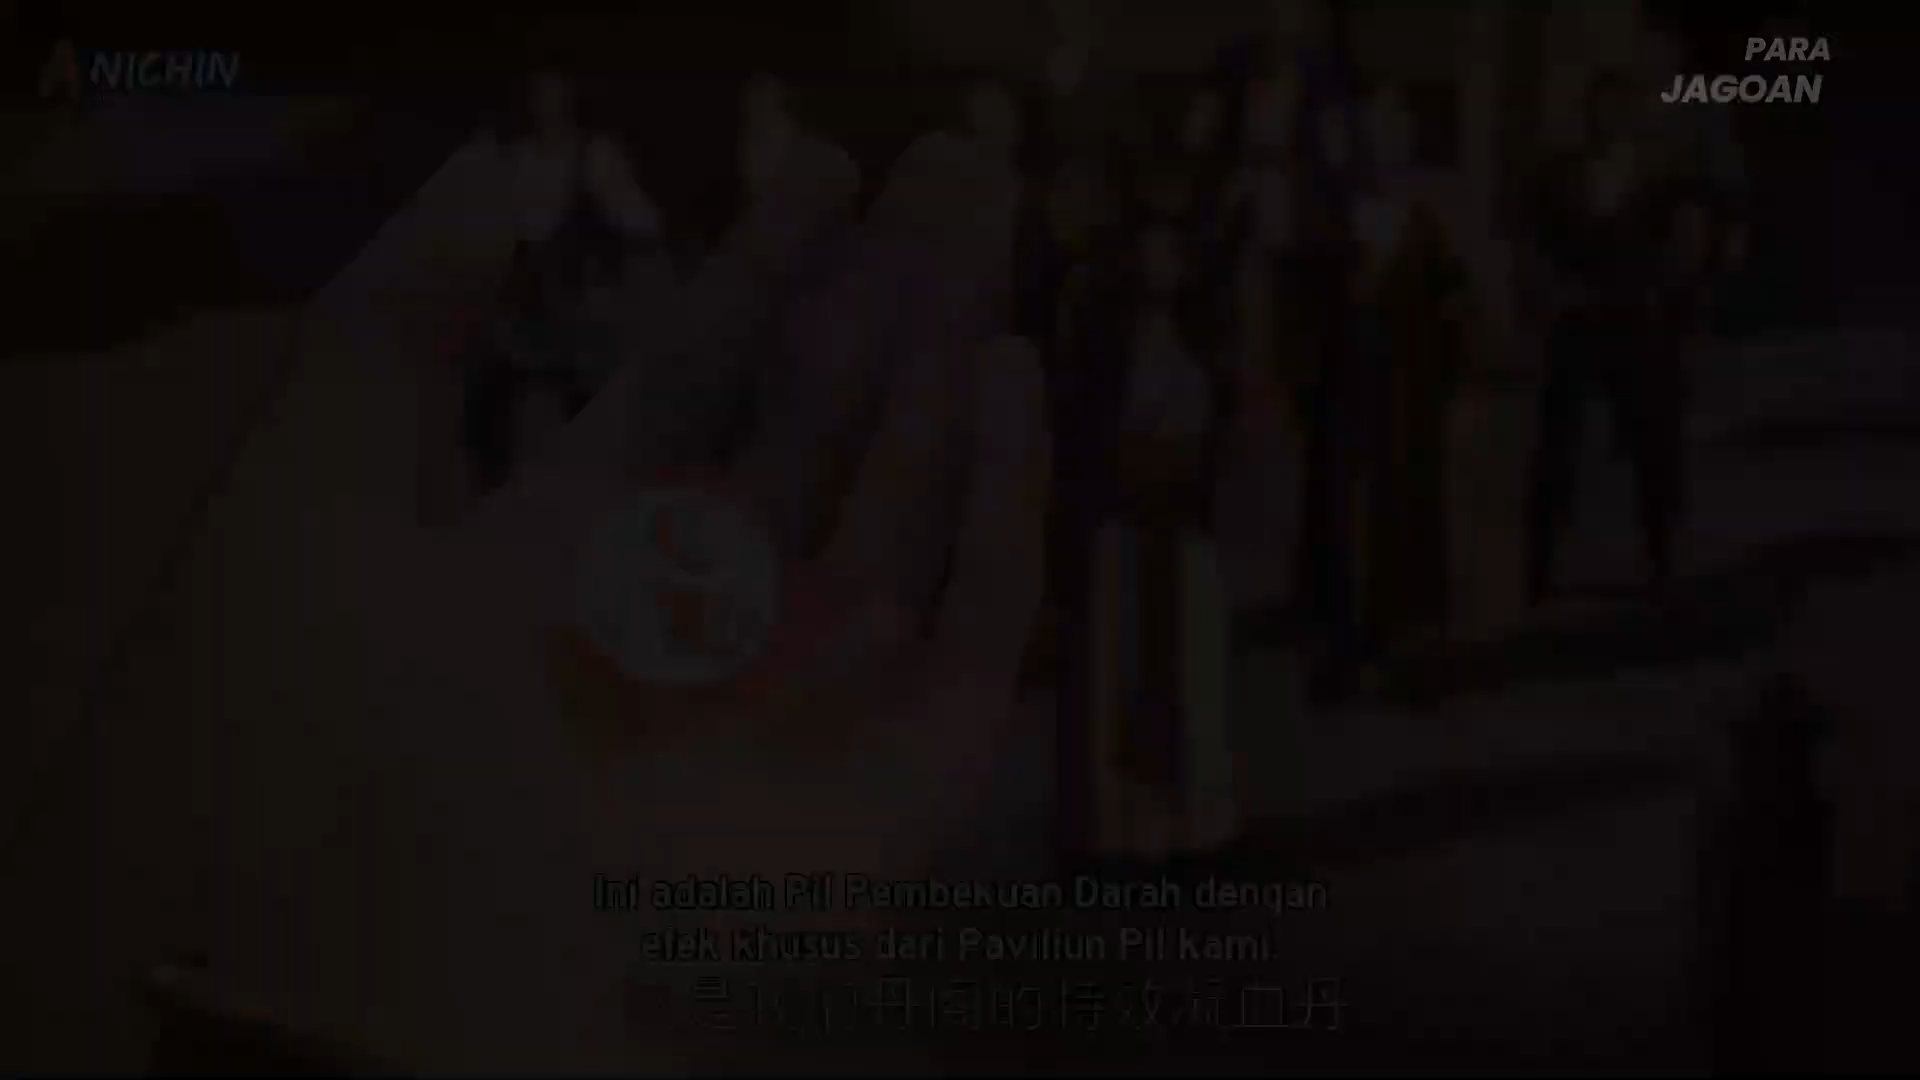 ANICHIN
PARA
JAGOAN
Ini adalah Pil Pembekuan Darah dengan
efek khusus dari Paviliun Pil kami.
是我们丹阁的特效凝血丹